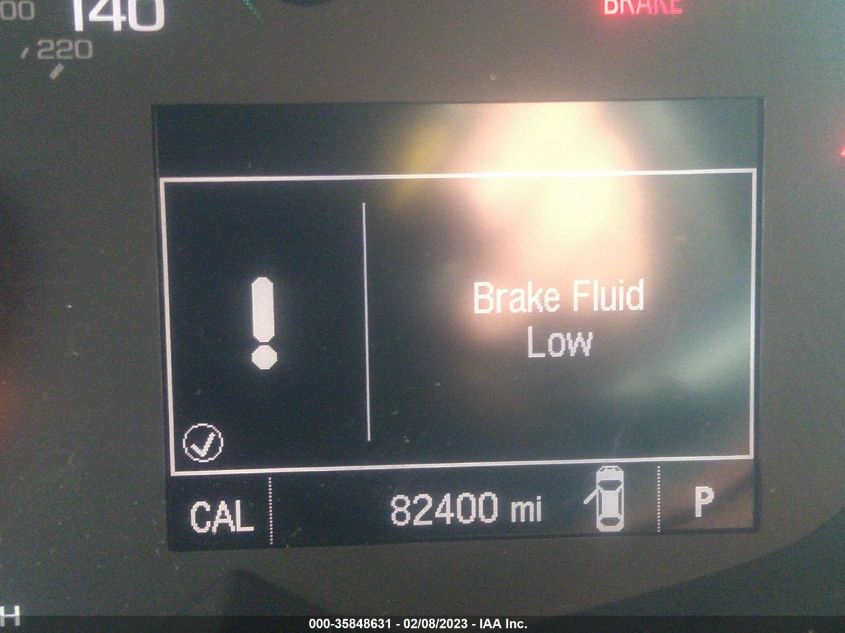 140
220
BRAKE
Brake Fluid
Low
CAL
82400 mi
P
000-35848631 - 02/08/2023 - IAA Inc.